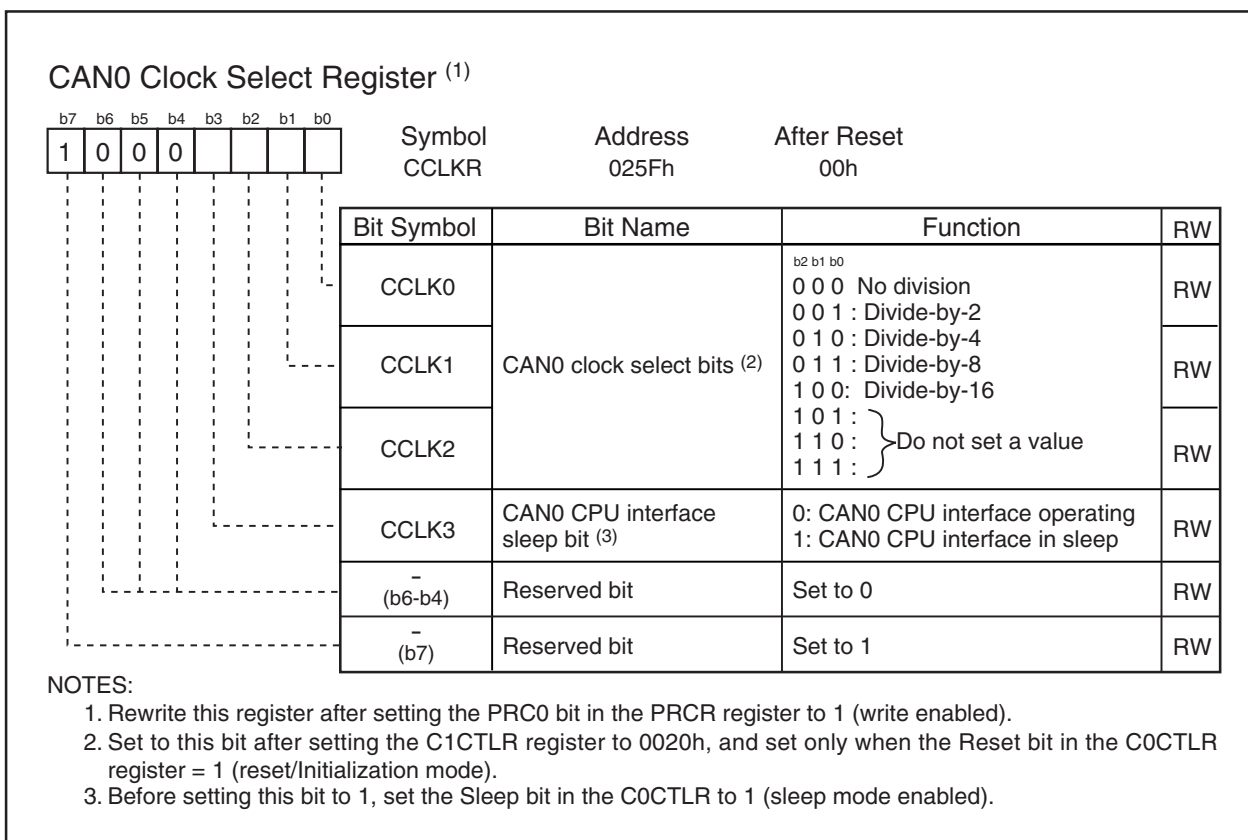 CAN0 Clock Select Register (1)
b7 b6 b5 b4 b3 b2 b1 b0
1 0 0 0
Symbol Address After Reset
CCLKR 025Fh 00h
Bit Symbol Bit Name Function RW
CCLK0 RW
CCLK1 CAN0 clock select bits (2) RW
CCLK2 RW
b2 b1 b0
0 0 0 No division
0 0 1 : Divide-by-2
0 1 0 : Divide-by-4
0 1 1 : Divide-by-8
1 0 0: Divide-by-16
1 0 1 :
1 1 0 : Do not set a value
1 1 1 :
CCLK3 CAN0 CPU interface sleep bit (3) RW
0: CAN0 CPU interface operating
1: CAN0 CPU interface in sleep
– (b6-b4) Reserved bit Set to 0 RW
– (b7) Reserved bit Set to 1 RW
NOTES:
1. Rewrite this register after setting the PRC0 bit in the PRCR register to 1 (write enabled).
2. Set to this bit after setting the C1CTLR register to 0020h, and set only when the Reset bit in the C0CTLR
register = 1 (reset/Initialization mode).
3. Before setting this bit to 1, set the Sleep bit in the C0CTLR to 1 (sleep mode enabled).